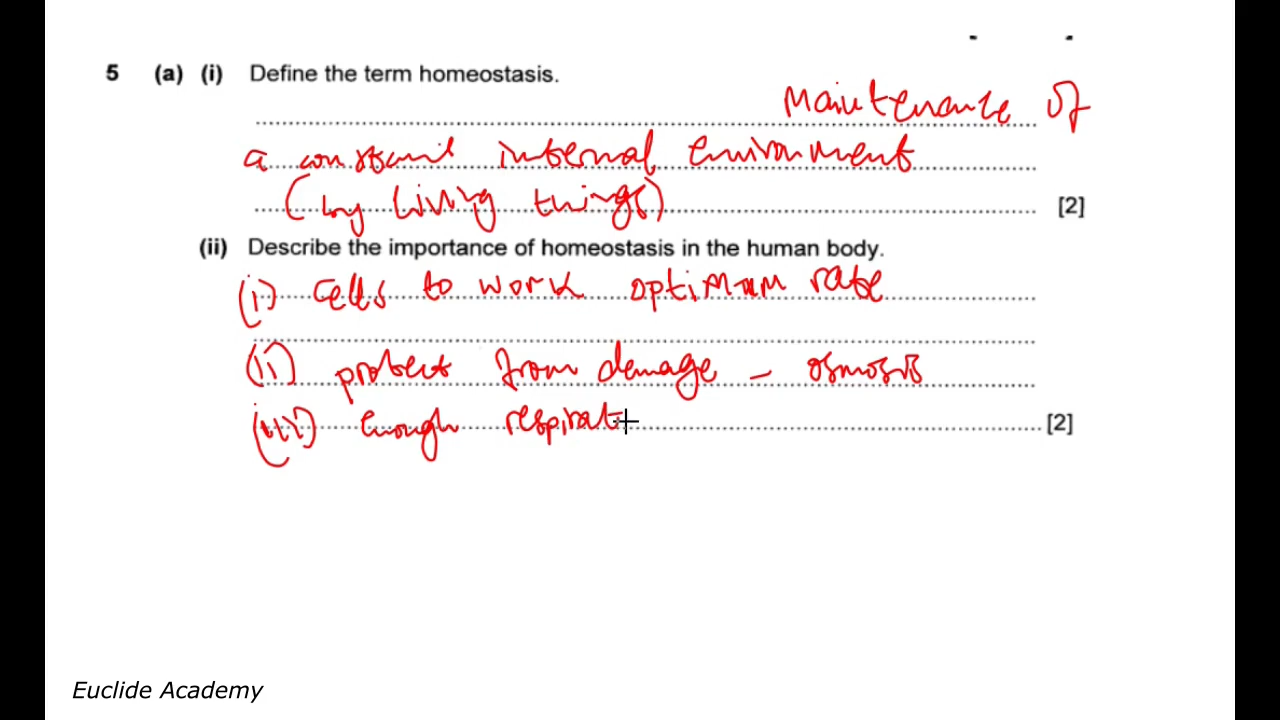 5 (a) (i) Define the term homeostasis.
Maintenance of
a constant internal environment
(by living things) [2]
(ii) Describe the importance of homeostasis in the human body.
(i) Cells to work optimum rate
(ii) protect from damage - osmosis
(iii) Enough respirat [2]
Euclide Academy